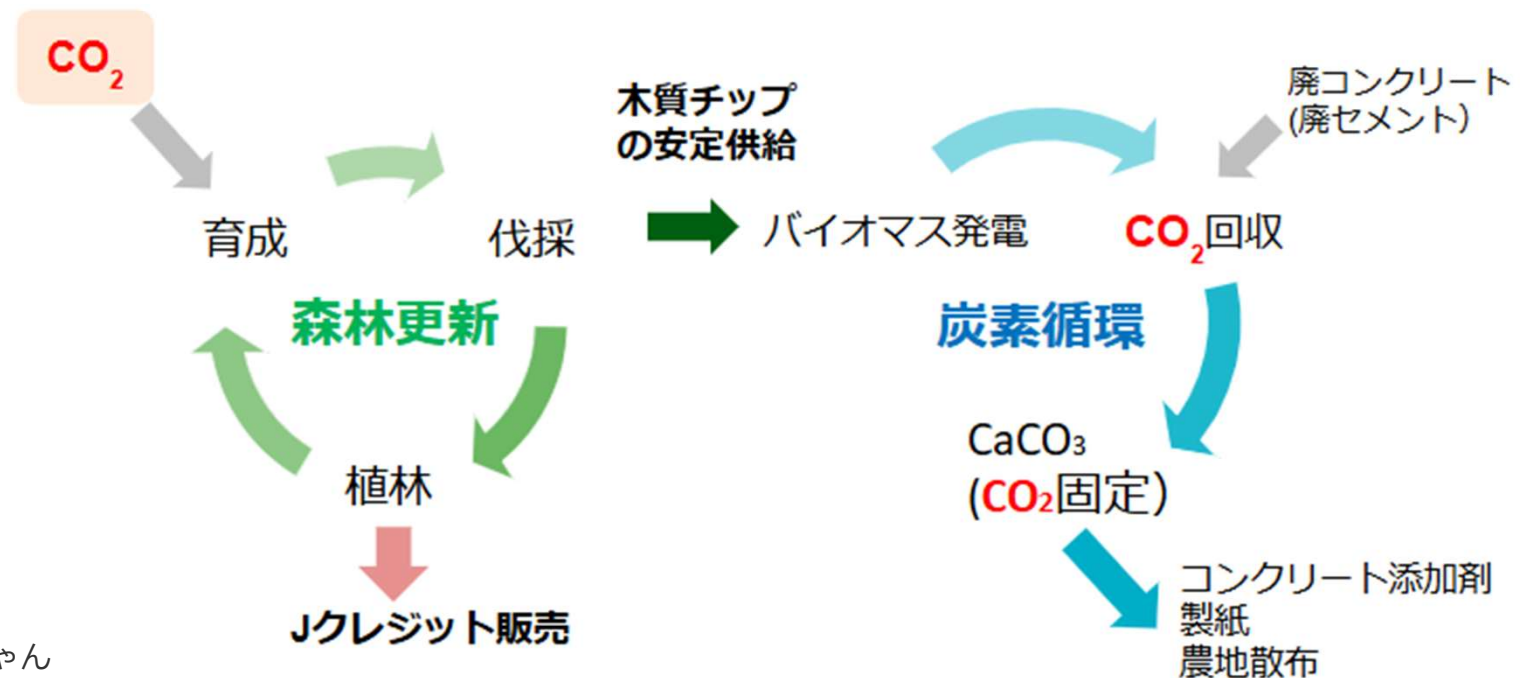 CO₂
育成
伐採
森林更新
植林
Jクレジット販売
木質チップ
の安定供給
バイオマス発電
廃コンクリート
(廃セメント）
CO₂回収
炭素循環
CaCO₃
(CO₂固定）
コンクリート添加剤
製紙
農地散布
ゃん